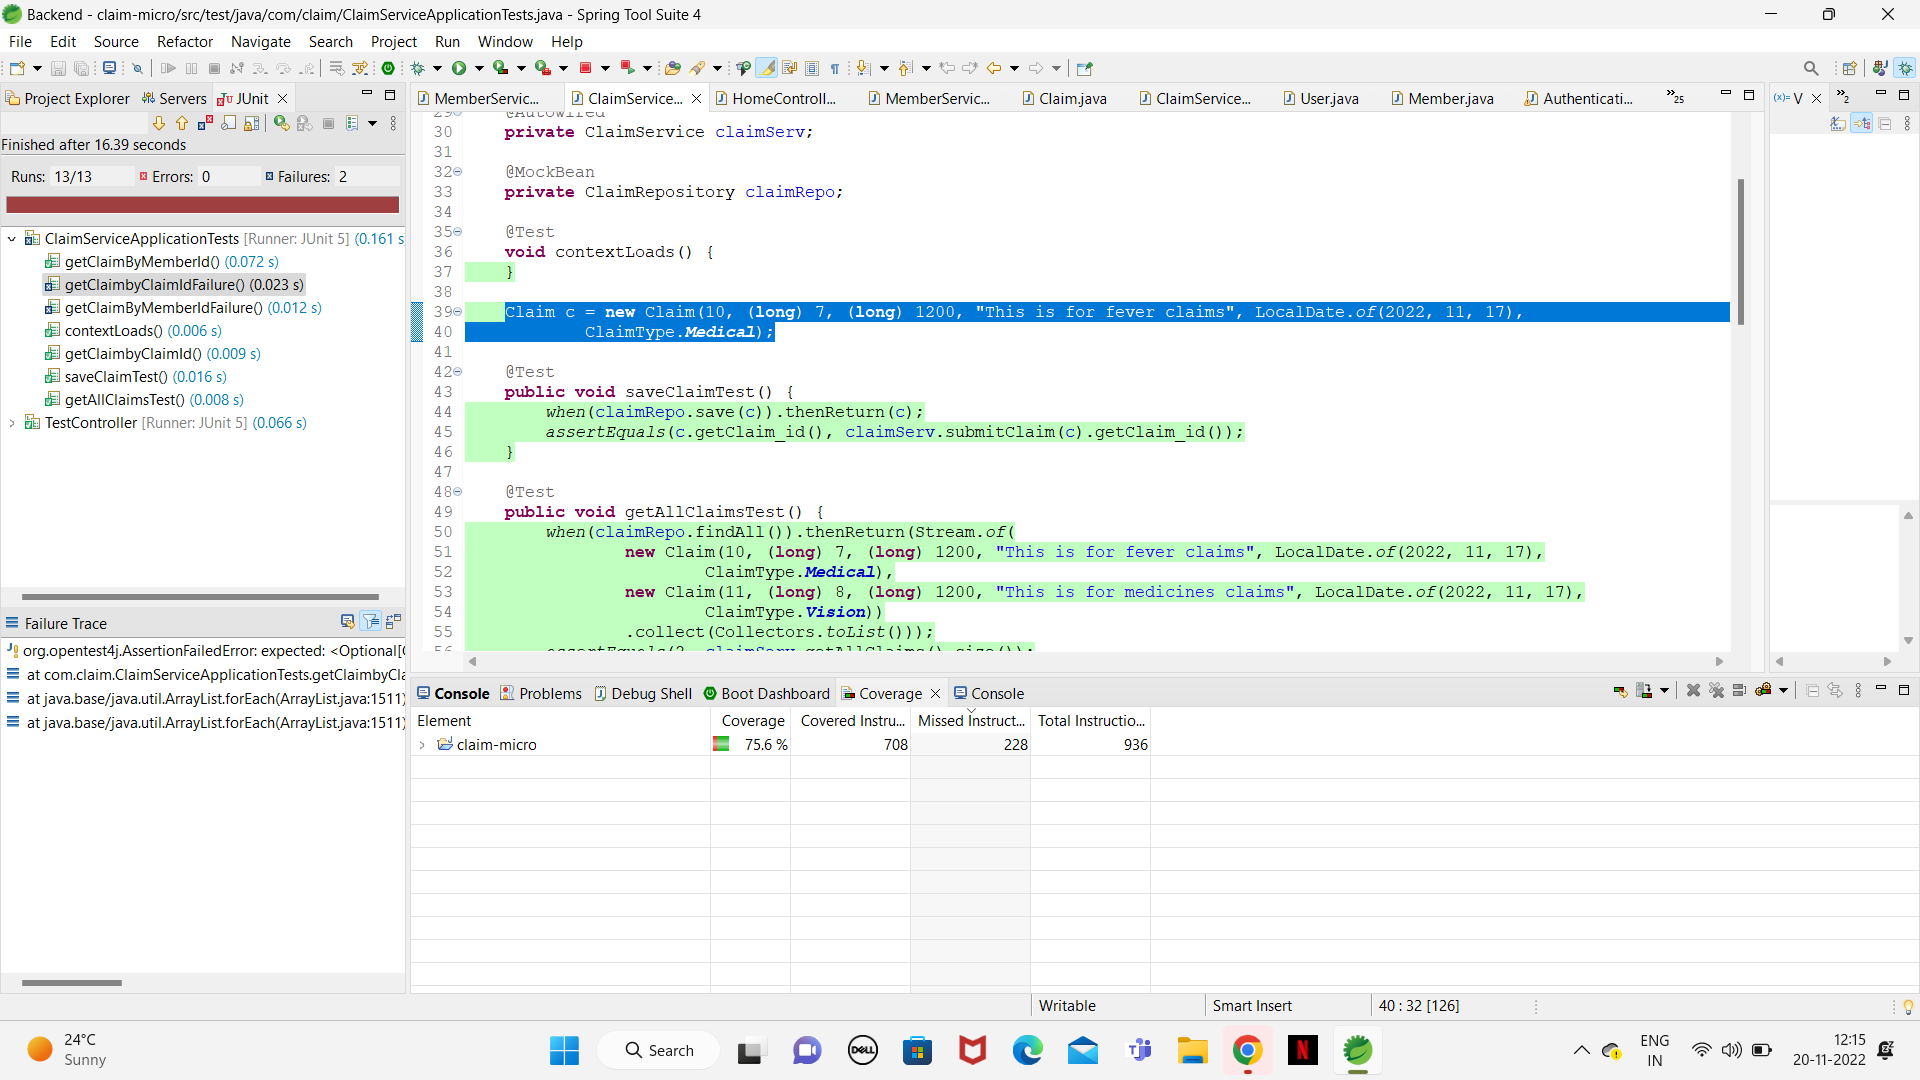 Backend - claim-micro/src/test/java/com/claim/ClaimServiceApplicationTests.java - Spring Tool Suite 4
File Edit Source Refactor Navigate Search Project Run Window Help
Project Explorer Servers JUnit
Finished after 16.39 seconds
Runs: 13/13 Errors: 0 Failures: 2
ClaimServiceApplicationTests [Runner: JUnit 5] (0.161 s
getClaimByMemberId() (0.072 s)
getClaimbyClaimIdFailure() (0.023 s)
getClaimByMemberIdFailure() (0.012 s)
contextLoads() (0.006 s)
getClaimbyClaimId() (0.009 s)
saveClaimTest() (0.016 s)
getAllClaimsTest() (0.008 s)
TestController [Runner: JUnit 5] (0.066 s)
Failure Trace
org.opentest4j.AssertionFailedError: expected: <Optional[C
at com.claim.ClaimServiceApplicationTests.getClaimbyCla
at java.base/java.util.ArrayList.forEach(ArrayList.java:1511)
at java.base/java.util.ArrayList.forEach(ArrayList.java:1511)
MemberServic... ClaimService... HomeControll... MemberServic... Claim.java ClaimService... User.java Member.java Authenticati... »25
29 @Autowired
30 private ClaimService claimServ;
31
32 @MockBean
33 private ClaimRepository claimRepo;
34
35 @Test
36 void contextLoads() {
37 }
38
39 Claim c = new Claim(10, (long) 7, (long) 1200, "This is for fever claims", LocalDate.of(2022, 11, 17),
40 ClaimType.Medical);
41
42 @Test
43 public void saveClaimTest() {
44 when(claimRepo.save(c)).thenReturn(c);
45 assertEquals(c.getClaim_id(), claimServ.submitClaim(c).getClaim_id());
46 }
47
48 @Test
49 public void getAllClaimsTest() {
50 when(claimRepo.findAll()).thenReturn(Stream.of(
51 new Claim(10, (long) 7, (long) 1200, "This is for fever claims", LocalDate.of(2022, 11, 17),
52 ClaimType.Medical),
53 new Claim(11, (long) 8, (long) 1200, "This is for medicines claims", LocalDate.of(2022, 11, 17),
54 ClaimType.Vision))
55 .collect(Collectors.toList()));
56 assertEquals(2, claimServ.getAllClaims().size());
(x)= V »2
Console Problems Debug Shell Boot Dashboard Coverage Console
Element Coverage Covered Instru... Missed Instruct... Total Instructio...
claim-micro 75.6 % 708 228 936
Writable Smart Insert 40 : 32 [126]
24°C
Sunny
Search
DELL
N
ENG
IN
12:15
20-11-2022